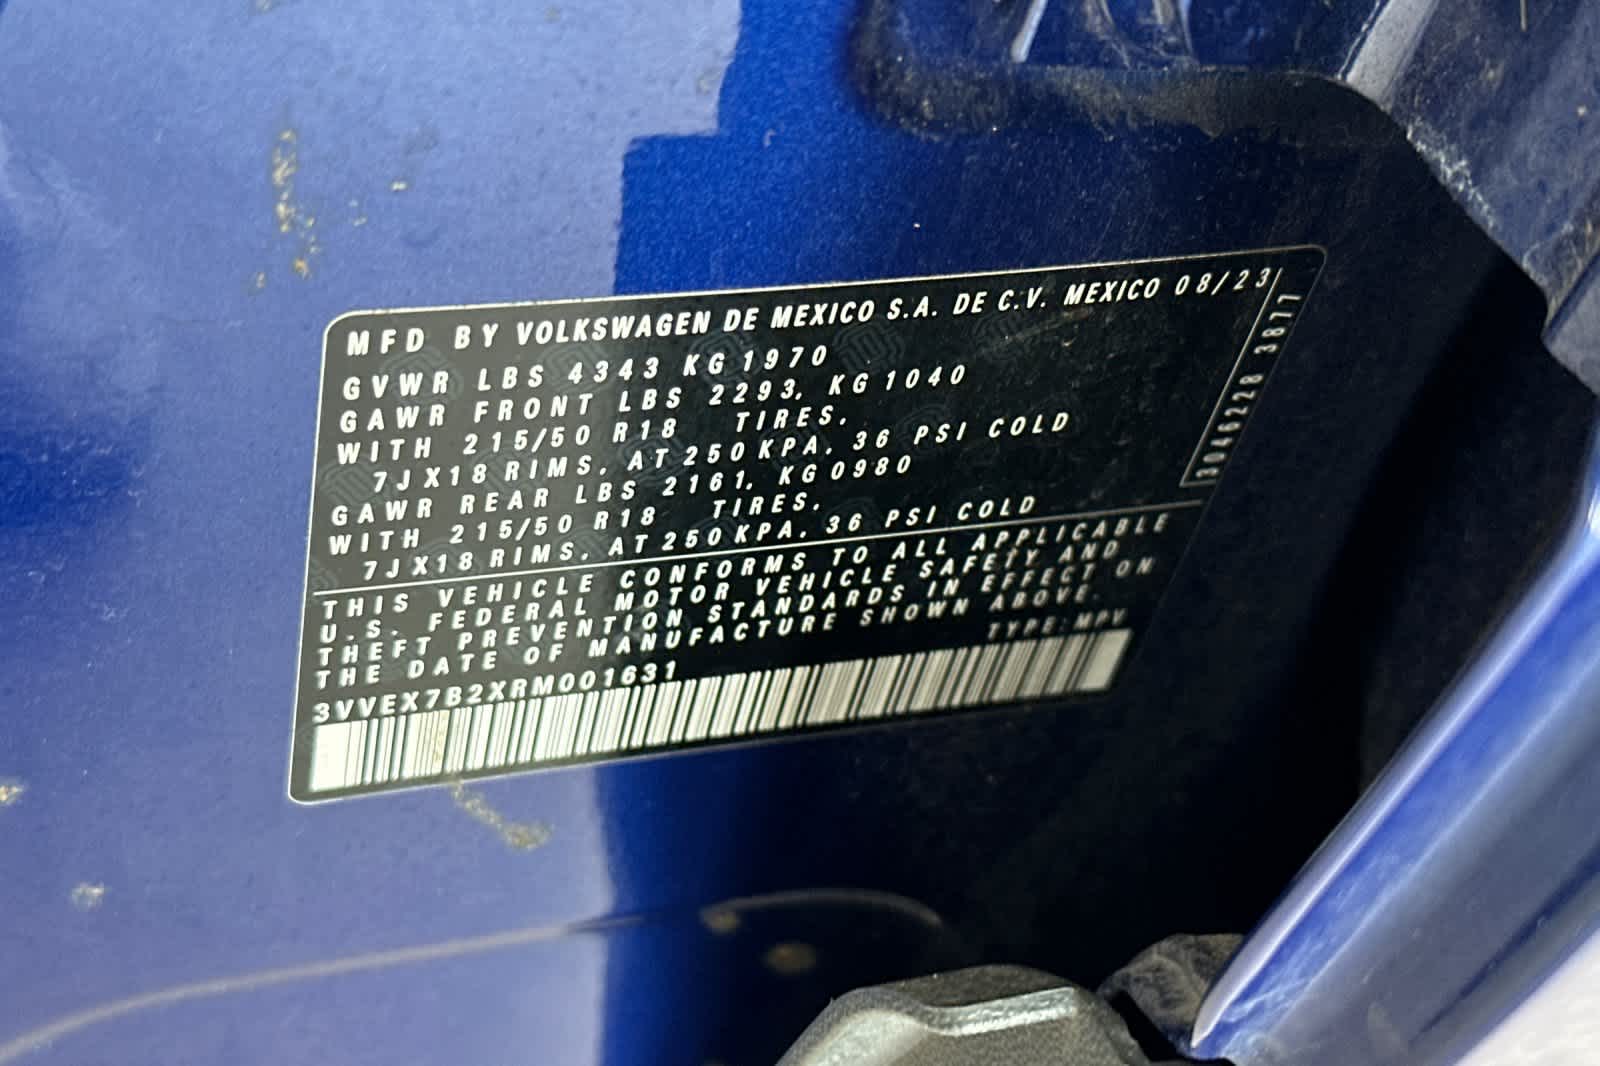 MFD BY VOLKSWAGEN DE MEXICO S.A. DE C.V. MEXICO 08/23
GVWR LBS 4343 KG 1970
GAWR FRONT LBS 2293, KG 1040
WITH 215/50 R18 TIRES.
7JX18 RIMS. AT 250KPA. 36 PSI COLD
GAWR REAR LBS 2161. KG 0980
WITH 215/50 R18 TIRES.
7JX18 RIMS. AT 250KPA. 36 PSI COLD
THIS VEHICLE CONFORMS TO ALL APPLICABLE
U.S. FEDERAL MOTOR VEHICLE SAFETY AND
THEFT PREVENTION STANDARDS IN EFFECT ON
THE DATE OF MANUFACTURE SHOWN ABOVE.
TYPE: MPV
3VVEX7B2XRM001631
3046228 3877